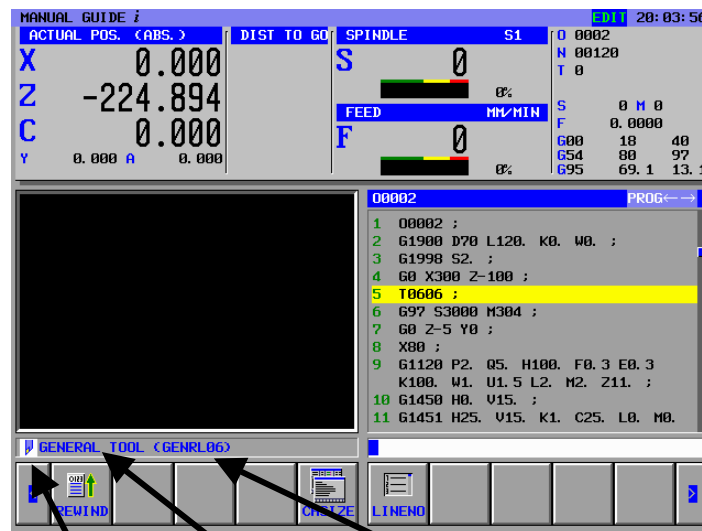 MANUAL GUIDE i EDIT 20:03:56
ACTUAL POS. (ABS.) DIST TO GO SPINDLE S1 O 0002
X 0.000 S 0 N 00120
T 0
Z -224.894 0%
FEED MM/MIN S 0 M 0
C 0.000 F 0 F 0.0000
G00 18 40
Y 0.000 A 0.000 G54 80 97
0% G95 69.1 13.1
O0002 PROG←→
1 O0002 ;
2 G1900 D70 L120. K0. W0. ;
3 G1998 S2. ;
4 G0 X300 Z-100 ;
5 T0606 ;
6 G97 S3000 M304 ;
7 G0 Z-5 Y0 ;
8 X80 ;
9 G1120 P2. Q5. H100. F0.3 E0.3
K100. W1. U1.5 L2. M2. Z11. ;
10 G1450 H0. V15. ;
11 G1451 H25. V15. K1. C25. L0. M0.
GENERAL TOOL (GENRL06)
REWIND CHSIZE LINENO >